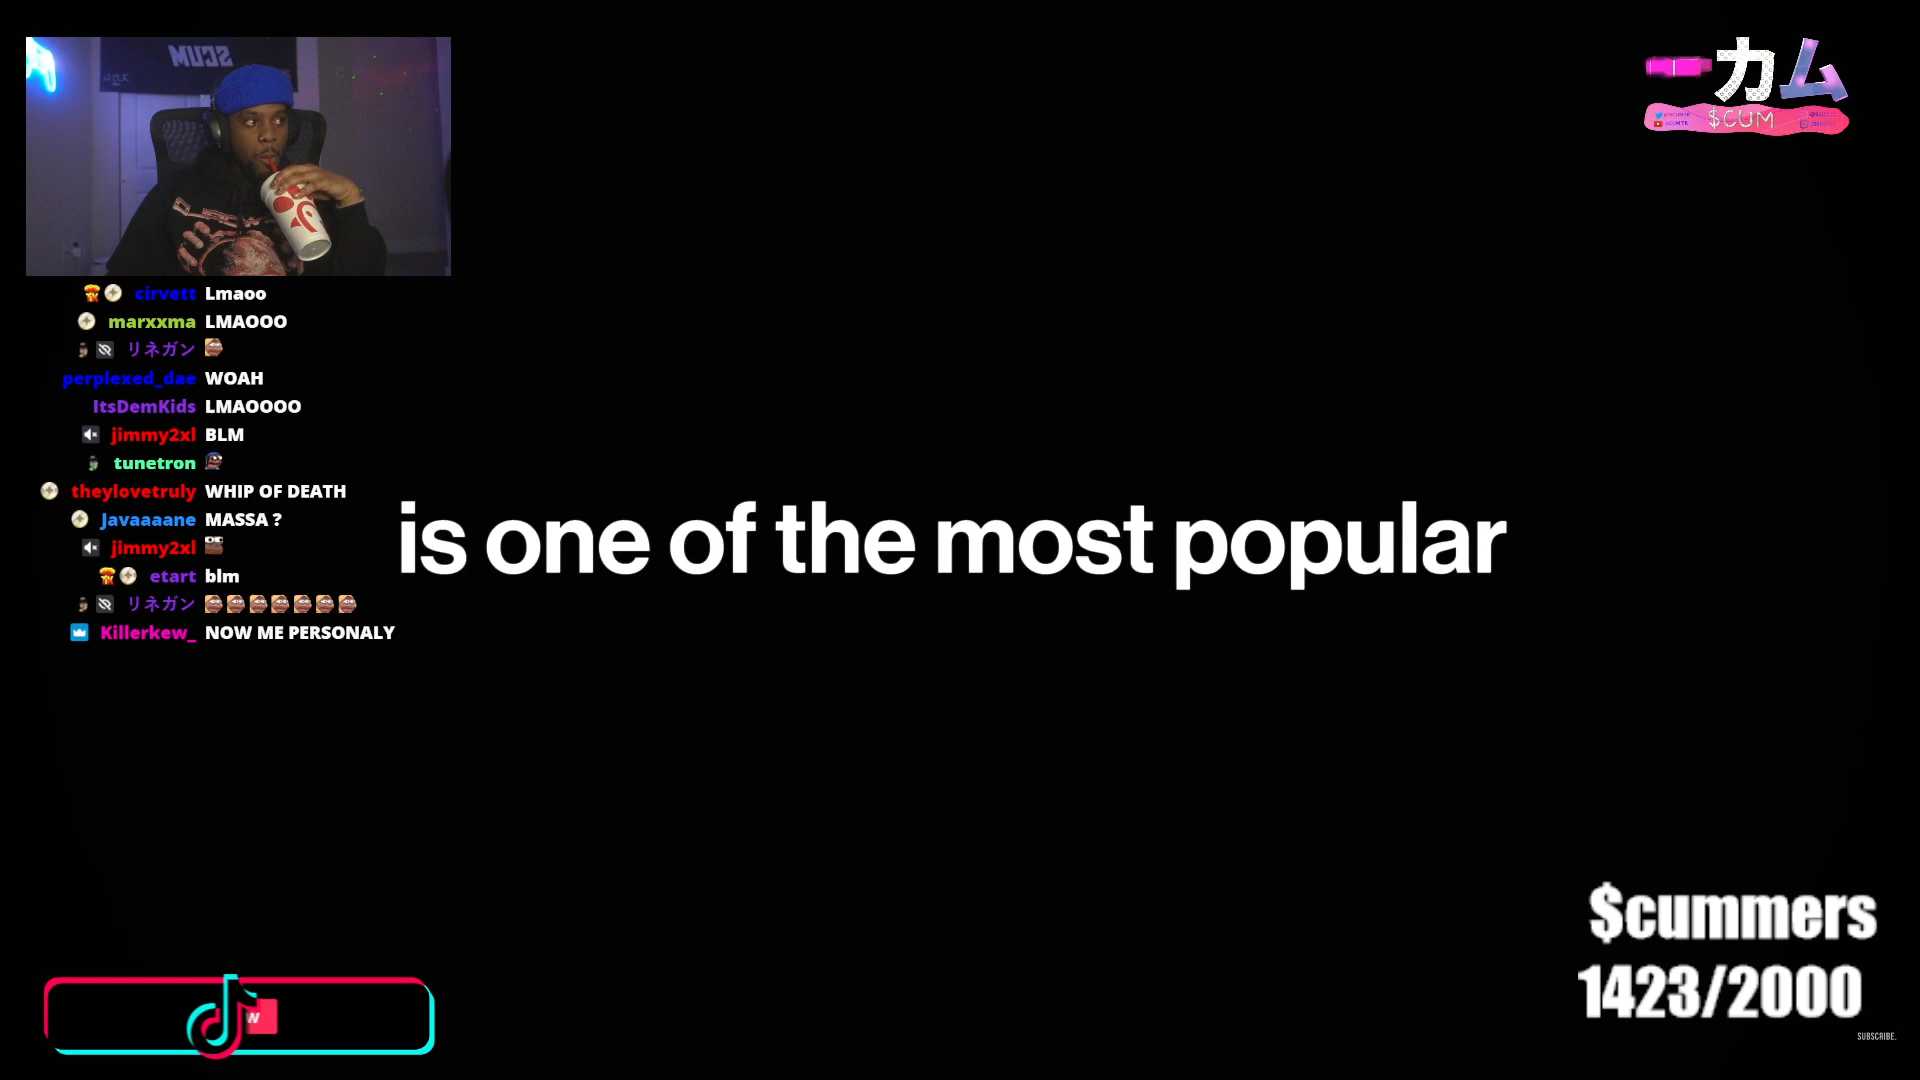 SCUM
カム
$CUM
cirvett Lmaoo
marxxma LMAOOO
リネガン
perplexed_dae WOAH
ItsDemKids LMAOOOO
jimmy2xl BLM
tunetron
theylovetruly WHIP OF DEATH
Javaaaane MASSA ?
jimmy2xl
etart blm
リネガン
Killerkew_ NOW ME PERSONALY
is one of the most popular
$cummers
1423/2000
SUBSCRIBE.
W